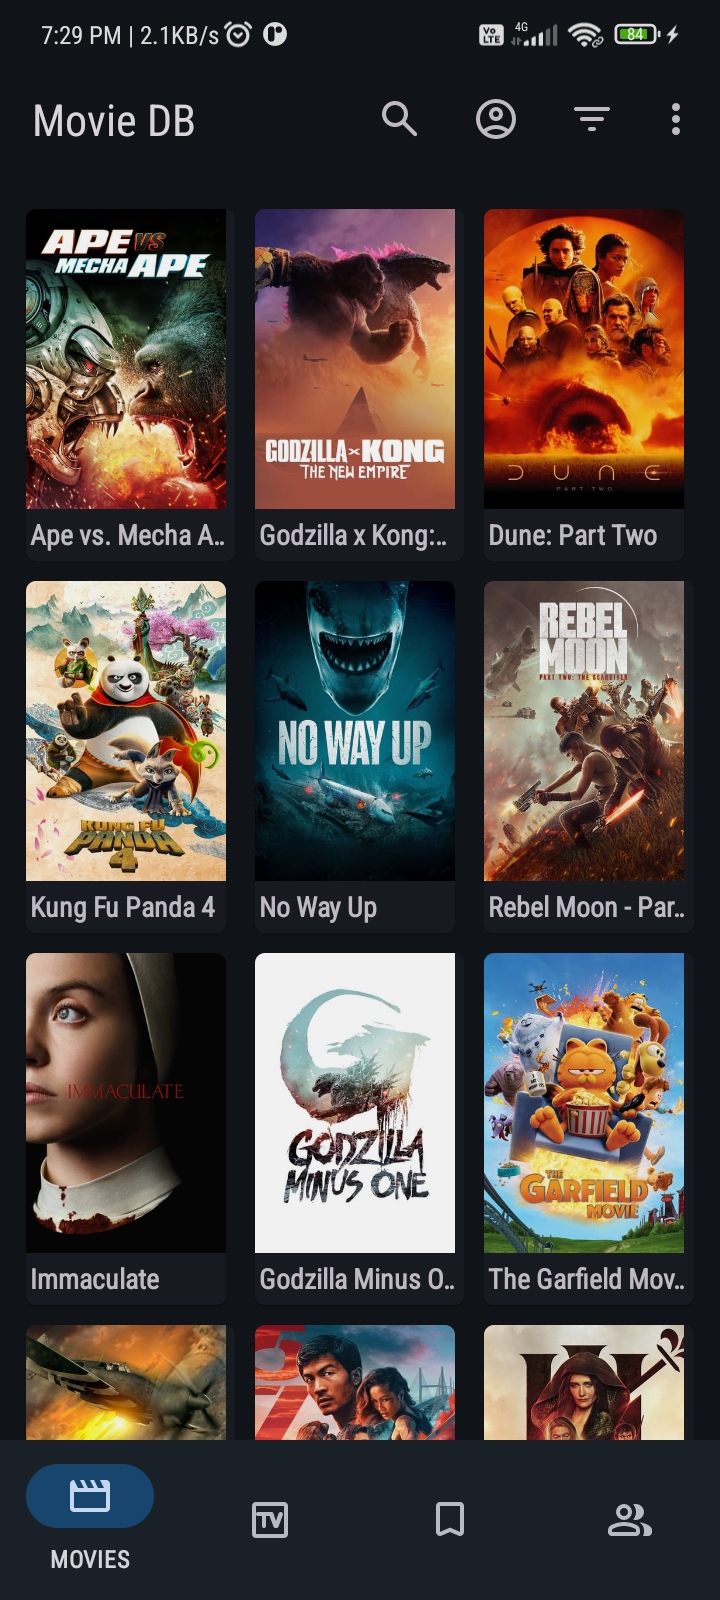 7:29 PM | 2.1KB/s
Vo
LTE
4G
84
Movie DB
APE VS
MECHA APE
GODZILLA x KONG
THE NEW EMPIRE
DUNE
PART TWO
Ape vs. Mecha A..
Godzilla x Kong:..
Dune: Part Two
KUNG FU
PANDA
4
NO WAY UP
REBEL
MOON
PART TWO: THE SCARGIVER
Kung Fu Panda 4
No Way Up
Rebel Moon - Par..
IMMACULATE
GODZILLA
MINUS ONE
THE
GARFIELD
MOVIE
Immaculate
Godzilla Minus O..
The Garfield Mov..
TV
MOVIES